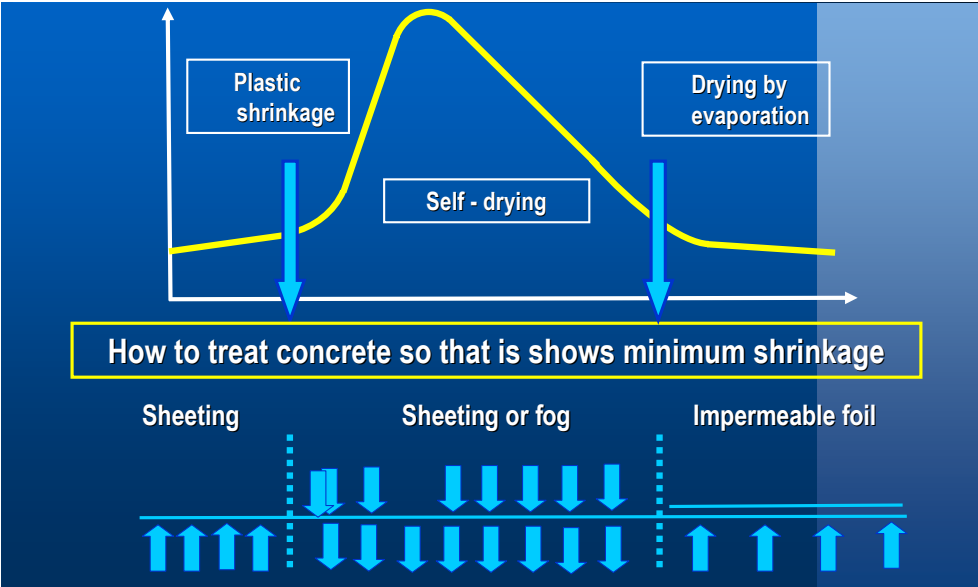 Plastic
shrinkage
Drying by
evaporation
Self - drying
How to treat concrete so that is shows minimum shrinkage
Sheeting
Sheeting or fog
Impermeable foil